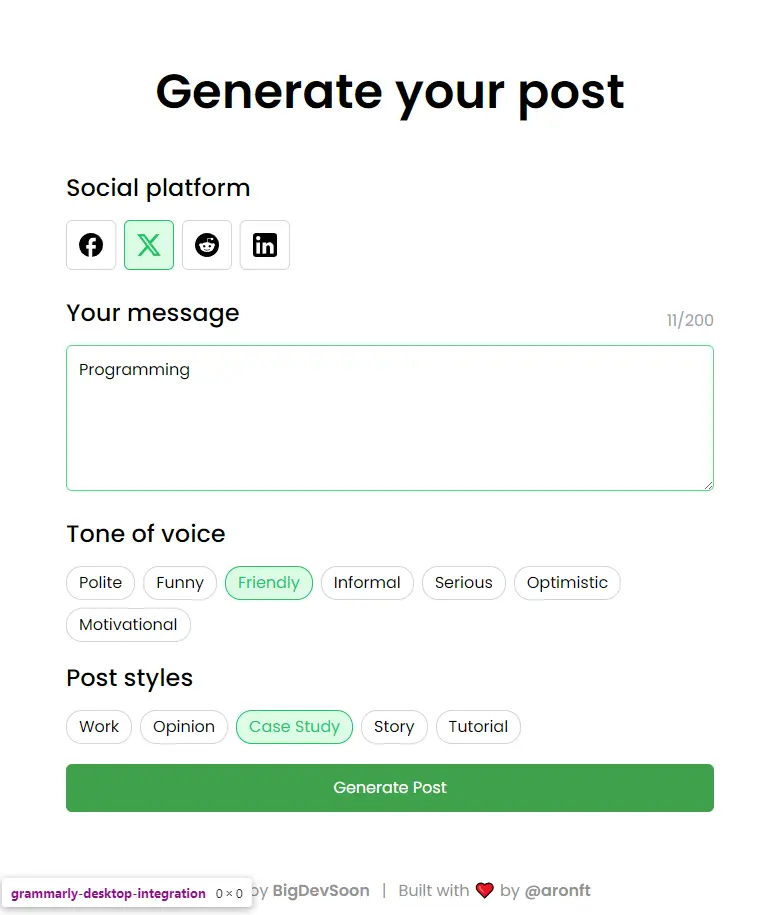 Generate your post
Social platform
Your message
11/200
Programming
Tone of voice
Polite Funny Friendly Informal Serious Optimistic
Motivational
Post styles
Work Opinion Case Study Story Tutorial
Generate Post
grammarly-desktop-integration 0 × 0 by BigDevSoon | Built with ❤️ by @aronft